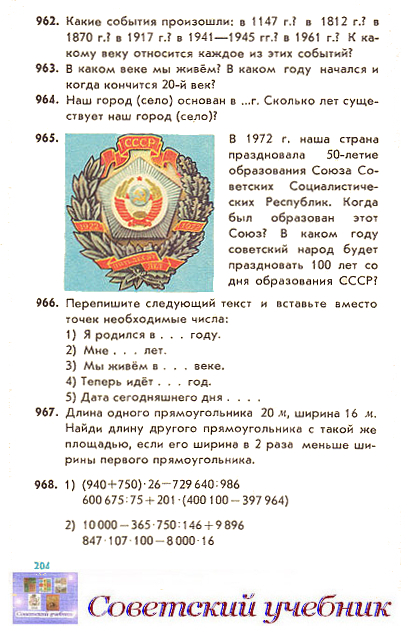 962. Какие события произошли: в 1147 г.? в 1812 г.? в
1870 г.? в 1917 г.? в 1941—1945 гг.? в 1961 г.? К ка-
кому веку относится каждое из этих событий?
963. В каком веке мы живём? В каком году начался и
когда кончится 20-й век?
964. Наш город (село) основан в ...г. Сколько лет суще-
ствует наш город (село)?
965. В 1972 г. наша страна
праздновала 50-летие
образования Союза Со-
ветских Социалистиче-
ских Республик. Когда
был образован этот
Союз? В каком году
советский народ будет
праздновать 100 лет со
дня образования СССР?
СССР
1922 1972
ПЯТЬДЕСЯТ
ЛЕТ
966. Перепишите следующий текст и вставьте вместо
точек необходимые числа:
1) Я родился в . . . году.
2) Мне . . . лет.
3) Мы живём в . . . веке.
4) Теперь идёт . . . год.
5) Дата сегодняшнего дня . . . .
967. Длина одного прямоугольника 20 м, ширина 16 м.
Найди длину другого прямоугольника с такой же
площадью, если его ширина в 2 раза меньше ши-
рины первого прямоугольника.
968. 1) (940+750)·26−729 640:986
600 675:75+201·(400 100−397 964)
2) 10 000−365·750:146+9 896
847·107·100−8 000·16
204
Советский учебник
Советский учебник